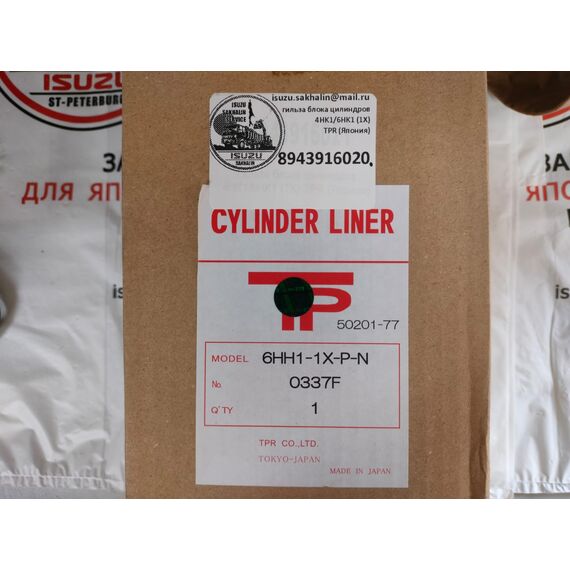 isuzu.sakhalin@mail.ru
гильза блока цилиндров
4HK1/6HK1 (1X)
TPR (Япония)
ISUZU
SAKHALIN
SERVICE
ISUZU
SAKHALIN
8943916020.
CYLINDER LINER
TP
50201-77
MODEL 6HH1-1X-P-N
No. 0337F
Q'TY 1
TPR CO.,LTD.
TOKYO-JAPAN
MADE IN JAPAN
ISUZU
ST-PETERBURG
ЗА
ДЛЯ ЯП
is
ЗА
ЯПО
is